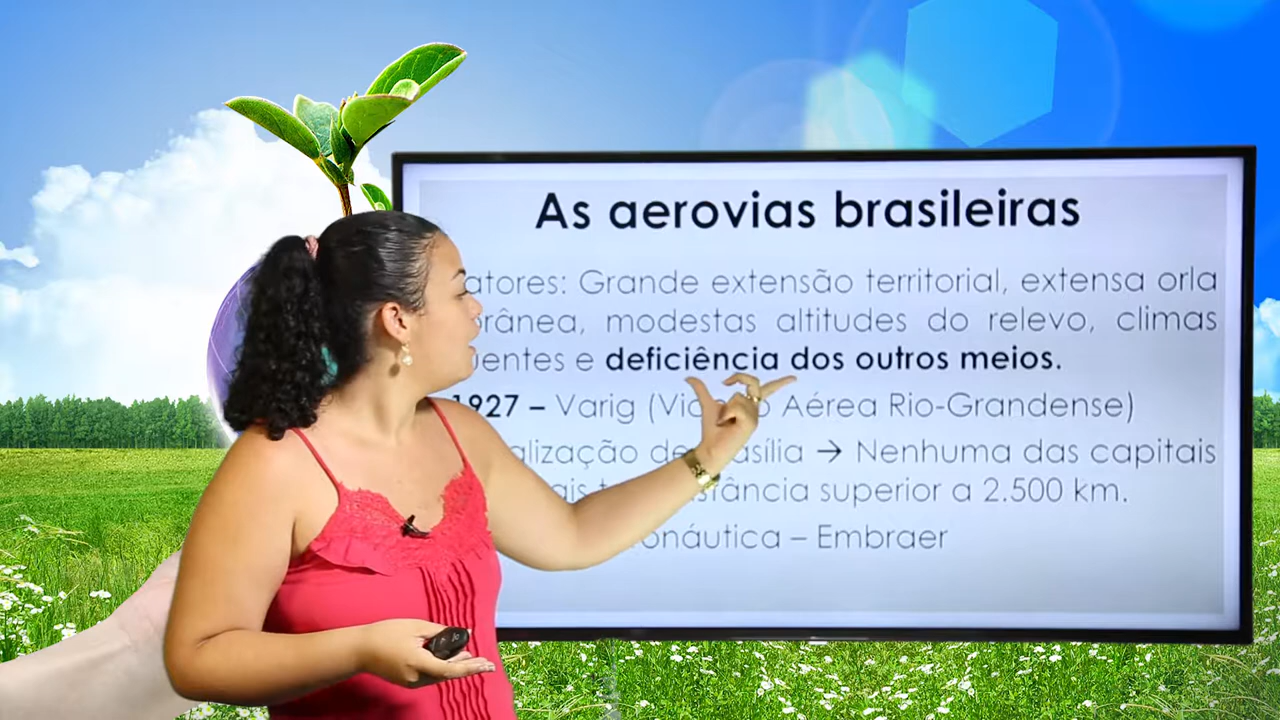 As aerovias brasileiras
atores: Grande extensão territorial, extensa orla
rânea, modestas altitudes do relevo, climas
uentes e deficiência dos outros meios.
1927 – Varig (Via Aérea Rio-Grandense)
alização de asília → Nenhuma das capitais
ais t stância superior a 2.500 km.
onáutica – Embraer